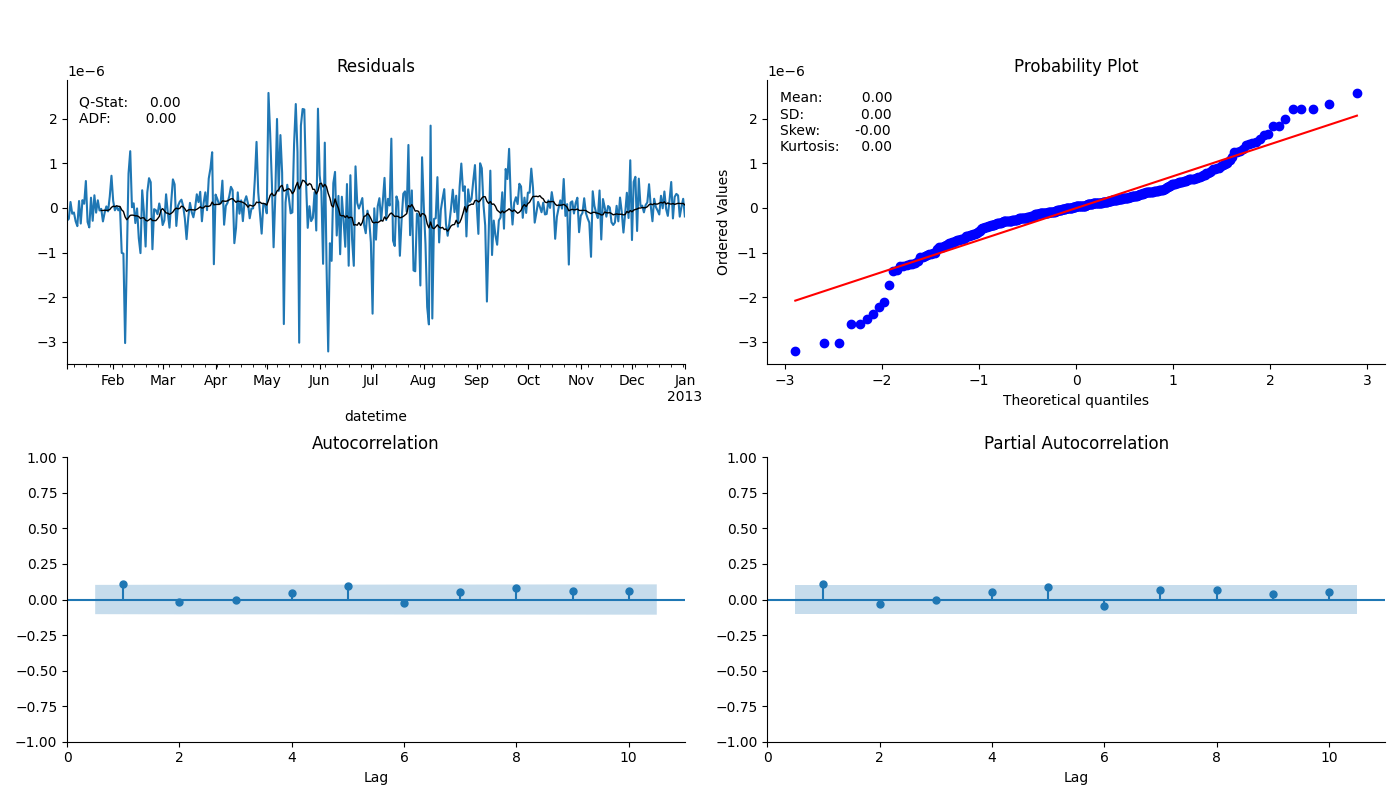 Residuals
1e−6
Q-Stat: 0.00
ADF: 0.00
2
1
0
−1
−2
−3
Feb Mar Apr May Jun Jul Aug Sep Oct Nov Dec Jan
2013
datetime
Probability Plot
1e−6
Mean: 0.00
SD: 0.00
Skew: -0.00
Kurtosis: 0.00
Ordered Values
2
1
0
−1
−2
−3
−3 −2 −1 0 1 2 3
Theoretical quantiles
Autocorrelation
1.00
0.75
0.50
0.25
0.00
−0.25
−0.50
−0.75
−1.00
0 2 4 6 8 10
Lag
Partial Autocorrelation
1.00
0.75
0.50
0.25
0.00
−0.25
−0.50
−0.75
−1.00
0 2 4 6 8 10
Lag